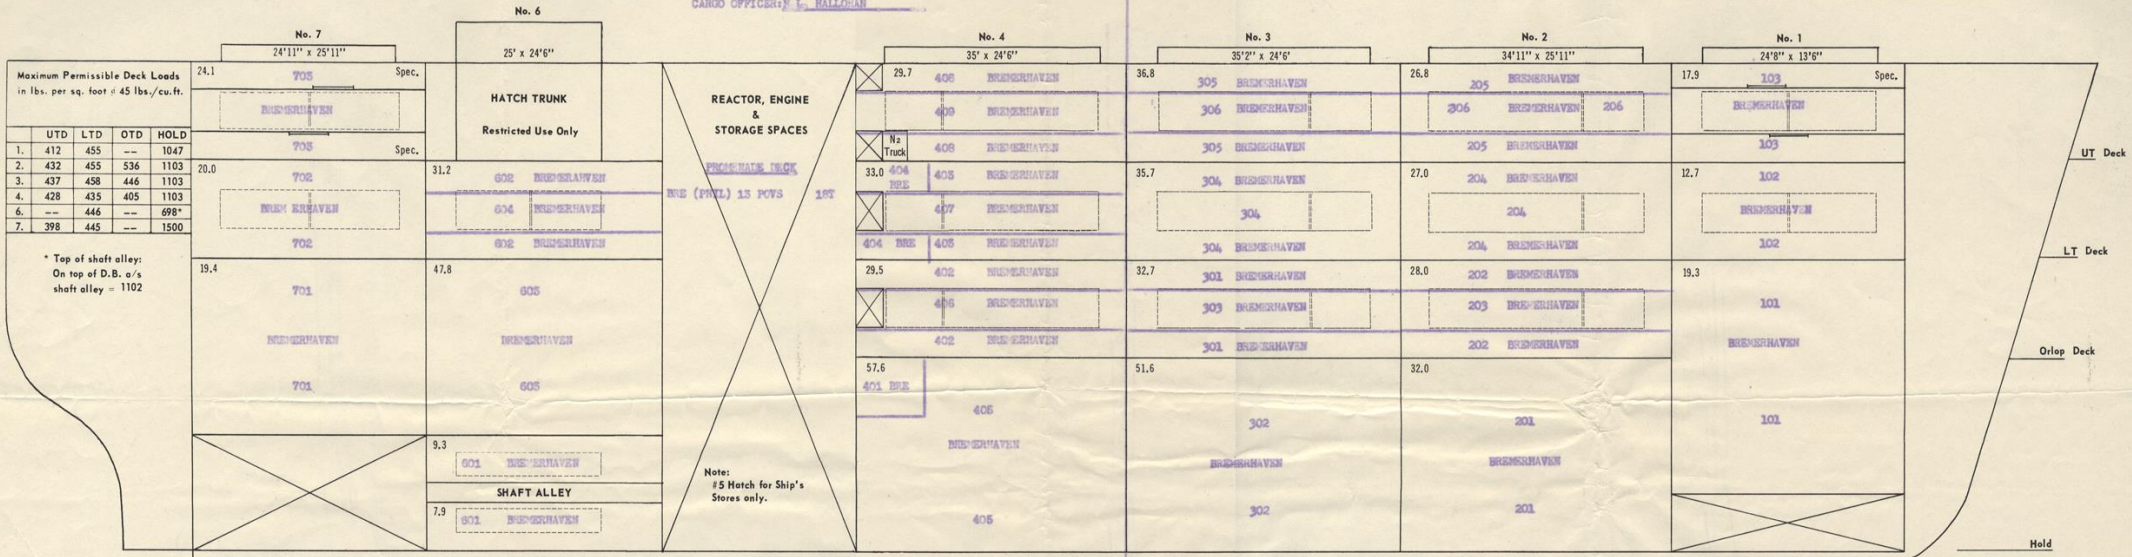 CARGO OFFICER: E L. HALLORAN
No. 7
24'11" x 25'11"
No. 6
25' x 24'6"
No. 4
35' x 24'6"
No. 3
35'2" x 24'6'
No. 2
34'11" x 25'11"
No. 1
24'8" x 13'6"
Maximum Permissible Deck Loads
in lbs. per sq. foot @ 45 lbs./cu.ft.
UTD LTD OTD HOLD
1. 412 455 -- 1047
2. 432 455 536 1103
3. 437 458 446 1103
4. 428 435 405 1103
6. -- 446 -- 698*
7. 398 445 -- 1500
* Top of shaft alley:
On top of D.B. a/s
shaft alley = 1102
24.1 703 Spec.
BREMERHAVEN
703 Spec.
20.0
702
BREMERHAVEN
702
19.4
701
BREMERHAVEN
701
HATCH TRUNK
Restricted Use Only
31.2
602 BREMERAHVEN
604 BREMERHAVEN
602 BREMERHAVEN
47.8
603
BREMERHAVEN
603
9.3
601 BREMERHAVEN
SHAFT ALLEY
7.9
601 BREMERHAVEN
REACTOR, ENGINE
&
STORAGE SPACES
PROMENADE DECK
BRE (PHIL) 13 POVS 1ST
Note:
#5 Hatch for Ship's
Stores only.
29.7
408 BREMERHAVEN
409 BREMERHAVEN
N2
Truck
408 BREMERHAVEN
33.0 404
BRE
403 BREMERHAVEN
407 BREMERHAVEN
404 BRE 403 BREMERHAVEN
29.5
402 BREMERHAVEN
406 BREMERHAVEN
402 BREMERHAVEN
57.6
401 BRE
405
BREMERHAVEN
405
36.8
305 BREMERHAVEN
306 BREMERHAVEN
305 BREMERHAVEN
35.7
304 BREMERHAVEN
304
304 BREMERHAVEN
32.7
301 BREMERHAVEN
303 BREMERHAVEN
301 BREMERHAVEN
51.6
302
BREMERHAVEN
302
26.8
205 BREMERHAVEN
206 BREMERHAVEN 206
205 BREMERHAVEN
27.0
204 BREMERHAVEN
204
204 BREMERHAVEN
28.0
202 BREMERHAVEN
203 BREMERHAVEN
202 BREMERHAVEN
32.0
201
BREMERHAVEN
201
17.9 103 Spec.
BREMERHAVEN
103
12.7
102
BREMERHAVEN
102
19.3
101
BREMERHAVEN
101
UT Deck
LT Deck
Orlop Deck
Hold